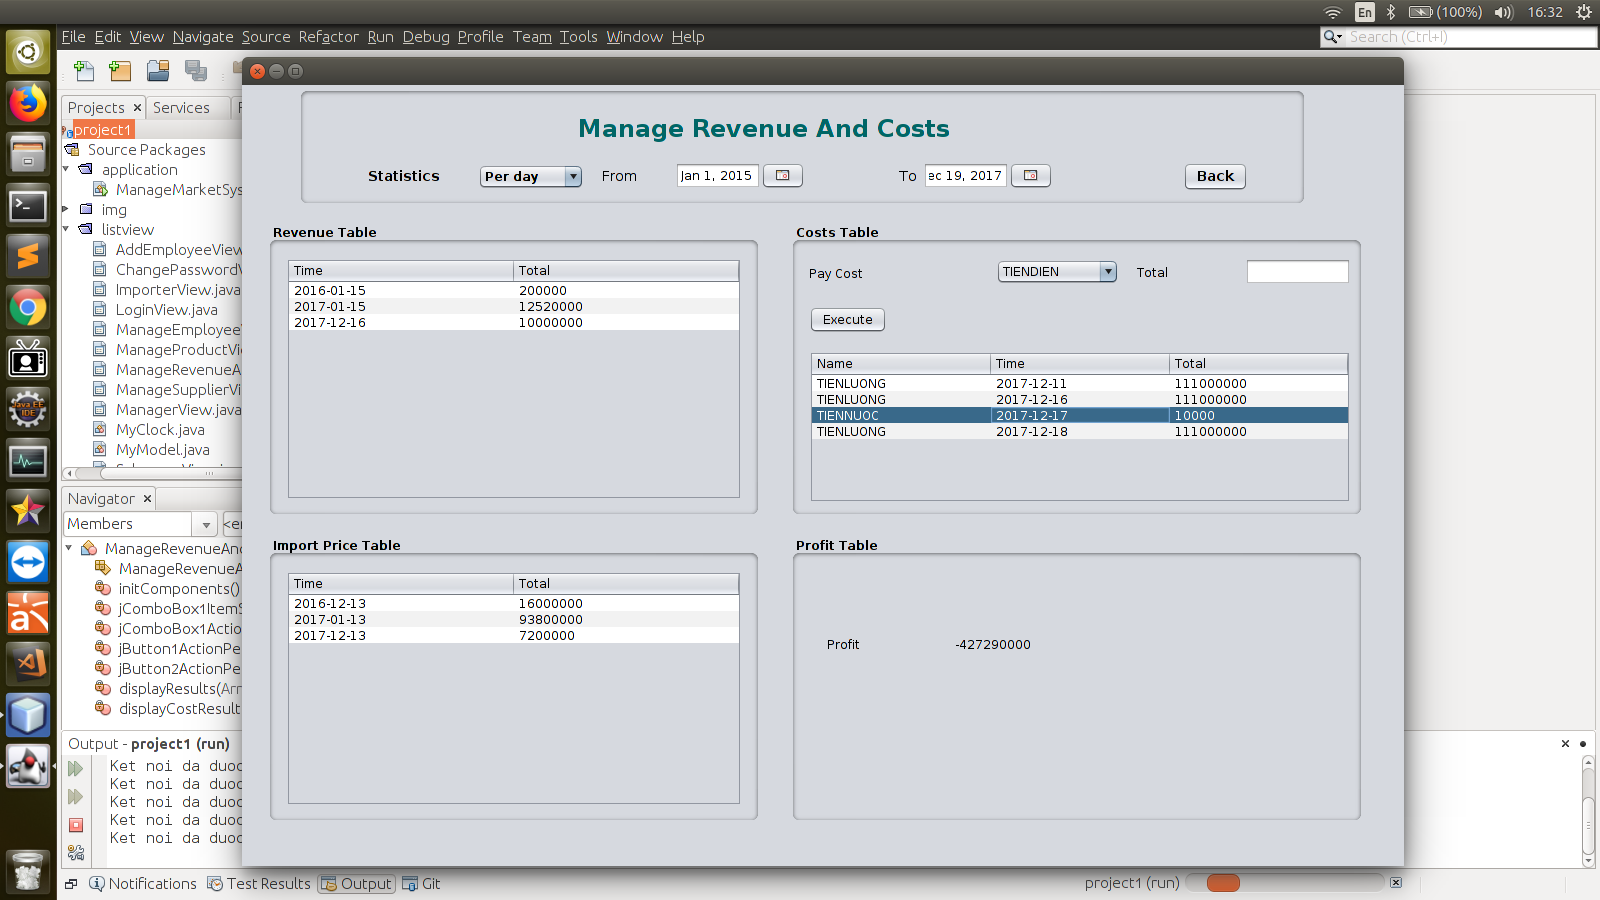 En (100%) 16:32
File Edit View Navigate Source Refactor Run Debug Profile Team Tools Window Help
Search (Ctrl+I)
Projects Services
project1
Source Packages
application
ManageMarketSys
img
listview
AddEmployeeView
ChangePasswordV
ImporterView.java
LoginView.java
ManageEmployee
ManageProductVi
ManageRevenueA
ManageSupplierVi
ManagerView.java
MyClock.java
MyModel.java
Navigator
Members
ManageRevenueAn
ManageRevenueA
initComponents()
jComboBox1ItemS
jComboBox1Actio
jButton1ActionPe
jButton2ActionPe
displayResults(Arr
displayCostResult
Output - project1 (run)
Ket noi da duoc
Ket noi da duoc
Ket noi da duoc
Ket noi da duoc
Ket noi da duoc
Manage Revenue And Costs
Statistics Per day From Jan 1, 2015 To ec 19, 2017 Back
Revenue Table
Time Total
2016-01-15 200000
2017-01-15 12520000
2017-12-16 10000000
Costs Table
Pay Cost TIENDIEN Total
Execute
Name Time Total
TIENLUONG 2017-12-11 111000000
TIENLUONG 2017-12-16 111000000
TIENNUOC 2017-12-17 10000
TIENLUONG 2017-12-18 111000000
Import Price Table
Time Total
2016-12-13 16000000
2017-01-13 93800000
2017-12-13 7200000
Profit Table
Profit -427290000
Notifications Test Results Output Git
project1 (run)